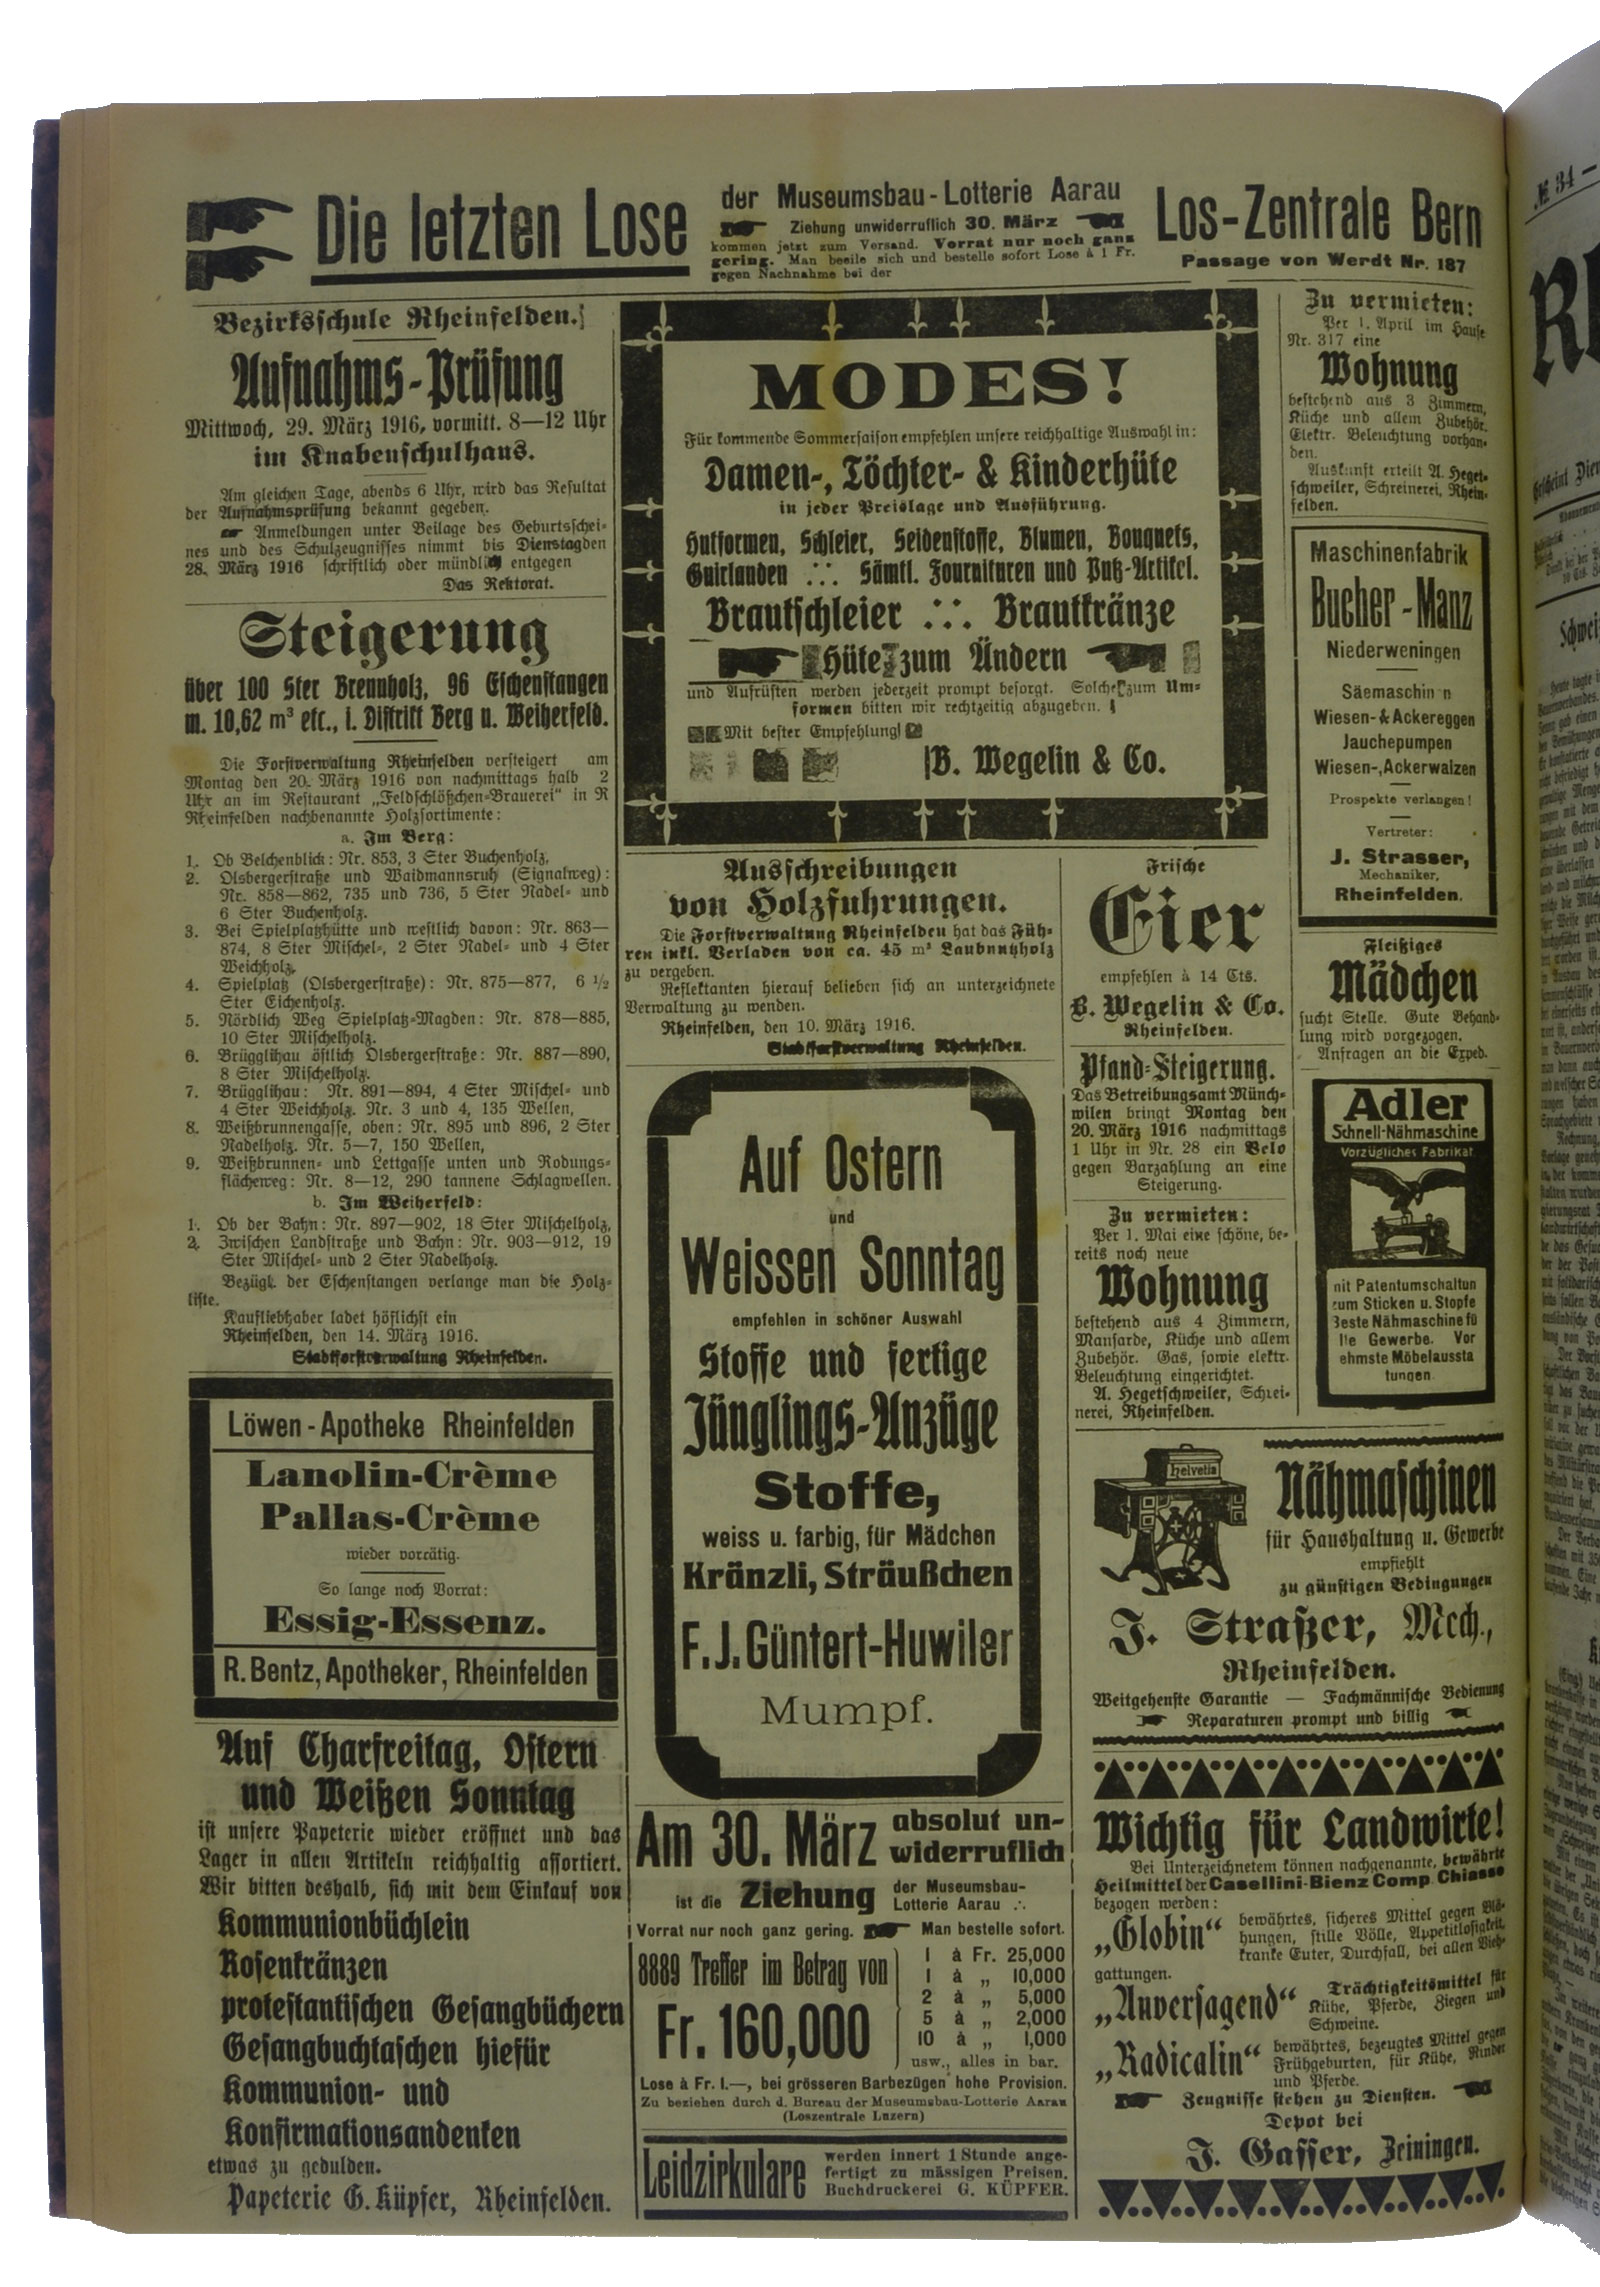 Die letzten Lose
der Museumsbau-Lotterie Aarau
Ziehung unwiderruflich 30. März
kommen jetzt zum Versand. Vorrat nur noch ganz
gering. Man beeile sich und bestelle sofort Lose à 1 Fr.
gegen Nachnahme bei der
Los-Zentrale Bern
Passage von Werdt Nr. 187
Bezirksschule Rheinfelden.
Aufnahms-Prüfung
Mittwoch, 29. März 1916, vormitt. 8—12 Uhr
im Knabenschulhaus.
Am gleichen Tage, abends 6 Uhr, wird das Resultat
der Aufnahmsprüfung bekannt gegeben.
Anmeldungen unter Beilage des Geburtsschei-
nes und des Schulzeugnisses nimmt bis Dienstagden
28. März 1916 schriftlich oder mündlich entgegen
Das Rektorat.
Steigerung
über 100 Ster Brennholz, 96 Eschenstangen
m. 10,62 m³ etc., i. Distrikt Berg u. Weiherfeld.
Die Forstverwaltung Rheinfelden versteigert am
Montag den 20. März 1916 von nachmittags halb 2
Uhr an im Restaurant „Feldschlößchen-Brauerei“ in R
Rheinfelden nachbenannte Holzsortimente:
a. Im Berg:
1. Ob Belchenblick: Nr. 853, 3 Ster Buchenholz,
2. Olsbergerstraße und Waidmannsruh (Signalweg):
Nr. 858—862, 735 und 736, 5 Ster Nadel- und
6 Ster Buchenholz.
3. Bei Spielplatzhütte und westlich davon: Nr. 863—
874, 8 Ster Mischel-, 2 Ster Nadel- und 4 Ster
Weichholz,
4. Spielplatz (Olsbergerstraße): Nr. 875—877, 6 1/2
Ster Eichenholz.
5. Nördlich Weg Spielplatz-Magden: Nr. 878—885,
10 Ster Mischelholz.
6. Brügglihau östlich Olsbergerstraße: Nr. 887—890,
8 Ster Mischelholz.
7. Brügglihau: Nr. 891—894, 4 Ster Mischel- und
4 Ster Weichholz. Nr. 3 und 4, 135 Wellen,
8. Weißbrunnengasse, oben: Nr. 895 und 896, 2 Ster
Nadelholz. Nr. 5—7, 150 Wellen,
9. Weißbrunnen- und Lettgasse unten und Rodungs-
flächeweg: Nr. 8—12, 290 tannene Schlagwellen.
b. Im Weiherfeld:
1. Ob der Bahn: Nr. 897—902, 18 Ster Mischelholz,
2. Zwischen Landstraße und Bahn: Nr. 903—912, 19
Ster Mischel- und 2 Ster Nadelholz.
Bezügl. der Eschenstangen verlange man die Holz-
liste.
Kaufliebhaber ladet höflichst ein
Rheinfelden, den 14. März 1916.
Stadtforstverwaltung Rheinfelden.
Löwen-Apotheke Rheinfelden
Lanolin-Crème
Pallas-Crème
wieder vorrätig.
So lange noch Vorrat:
Essig-Essenz.
R. Bentz, Apotheker, Rheinfelden
Auf Charfreitag, Ostern
und Weißen Sonntag
ist unsere Papeterie wieder eröffnet und das
Lager in allen Artikeln reichhaltig assortiert.
Wir bitten deshalb, sich mit dem Einkauf von
Kommunionbüchlein
Rosenkränzen
protestantischen Gesangbüchern
Gesangbuchtaschen hiefür
Kommunion- und
Konfirmationsandenken
etwas zu gedulden.
Papeterie G. Küpfer, Rheinfelden.
MODES!
Für kommende Sommersaison empfehlen unsere reichhaltige Auswahl in:
Damen-, Töchter- & Kinderhüte
in jeder Preislage und Ausführung.
Hutformen, Schleier, Seidenstoffe, Blumen, Bouquets,
Guirlanden ∴ Sämtl. Fournituren und Putz-Artikel.
Brautschleier ∴ Brautkränze
Hüte zum Ändern
und Aufrüsten werden jederzeit prompt besorgt. Solche zum Um-
formen bitten wir rechtzeitig abzugeben.
Mit bester Empfehlung
B. Wegelin & Co.
Ausschreibungen
von Holzfuhrungen.
Die Forstverwaltung Rheinfelden hat das Füh-
ren inkl. Verladen von ca. 45 m³ Laubnutzholz
zu vergeben.
Reflektanten hierauf belieben sich an unterzeichnete
Verwaltung zu wenden.
Rheinfelden, den 10. März 1916.
Stadtforstverwaltung Rheinfelden.
Auf Ostern
und
Weissen Sonntag
empfehlen in schöner Auswahl
Stoffe und fertige
Jünglings-Anzüge
Stoffe,
weiss u. farbig, für Mädchen
Kränzli, Sträußchen
F. J. Güntert-Huwiler
Mumpf.
Am 30. März absolut un-
widerruflich
ist die Ziehung der Museumsbau-
Lotterie Aarau ∴
Vorrat nur noch ganz gering. Man bestelle sofort.
8889 Treffer im Betrag von
Fr. 160,000
1 à Fr. 25,000
1 à „ 10,000
2 à „ 5,000
5 à „ 2,000
10 à „ 1,000
usw., alles in bar.
Lose à Fr. 1.—, bei grösseren Barbezügen hohe Provision.
Zu beziehen durch d. Bureau der Museumsbau-Lotterie Aarau
(Loszentrale Luzern)
Leidzirkulare
werden innert 1 Stunde ange-
fertigt zu mässigen Preisen.
Buchdruckerei G. KÜPFER.
Frische
Eier
empfehlen à 14 Cts.
B. Wegelin & Co.
Rheinfelden.
Pfand-Steigerung.
Das Betreibungsamt Münch-
wilen bringt Montag den
20. März 1916 nachmittags
1 Uhr in Nr. 28 ein Velo
gegen Barzahlung an eine
Steigerung.
Zu vermieten:
Per 1. Mai eine schöne, be-
reits noch neue
Wohnung
bestehend aus 4 Zimmern,
Mansarde, Küche und allem
Zubehör. Gas, sowie elektr.
Beleuchtung eingerichtet.
A. Hegetschweiler, Schrei-
nerei, Rheinfelden.
Zu vermieten:
Per 1. April im Hause
Nr. 317 eine
Wohnung
bestehend aus 3 Zimmern,
Küche und allem Zubehör.
Elektr. Beleuchtung vorhan-
den.
Auskunft erteilt A. Heget-
schweiler, Schreinerei, Rhein-
felden.
Maschinenfabrik
Bucher-Manz
Niederweningen
Säemaschin n
Wiesen- & Ackereggen
Jauchepumpen
Wiesen-, Ackerwalzen
Prospekte verlangen!
Vertreter:
J. Strasser,
Mechaniker,
Rheinfelden.
Fleißiges
Mädchen
sucht Stelle. Gute Behand-
lung wird vorgezogen.
Anfragen an die Exped.
Adler
Schnell-Nähmaschine
Vorzügliches Fabrikat
mit Patentumschaltun
zum Sticken u. Stopfe
Beste Nähmaschine fü
lle Gewerbe. Vor
ehmste Möbelaussta
tungen
helvetia
Nähmaschinen
für Haushaltung u. Gewerbe
empfiehlt
zu günstigen Bedingungen
J. Straßer, Mech.,
Rheinfelden.
Weitgehenste Garantie — Fachmännische Bedienung
Reparaturen prompt und billig
Wichtig für Landwirte!
Bei Unterzeichnetem können nachgenannte, bewährte
Heilmittel der Casellini-Bienz Comp. Chiasso
bezogen werden:
„Globin“ bewährtes, sicheres Mittel gegen Blä-
hungen, stille Völle, Appetitlosigkeit,
kranke Euter, Durchfall, bei allen Vieh-
gattungen.
„Anversagend“ Trächtigkeitsmittel für
Kühe, Pferde, Ziegen und
Schweine.
„Radicalin“ bewährtes, bezeugtes Mittel gegen
Frühgeburten, für Kühe, Rinder
und Pferde.
Zeugnisse stehen zu Diensten.
Depot bei
J. Gasser, Zeiningen.
№ 34 —